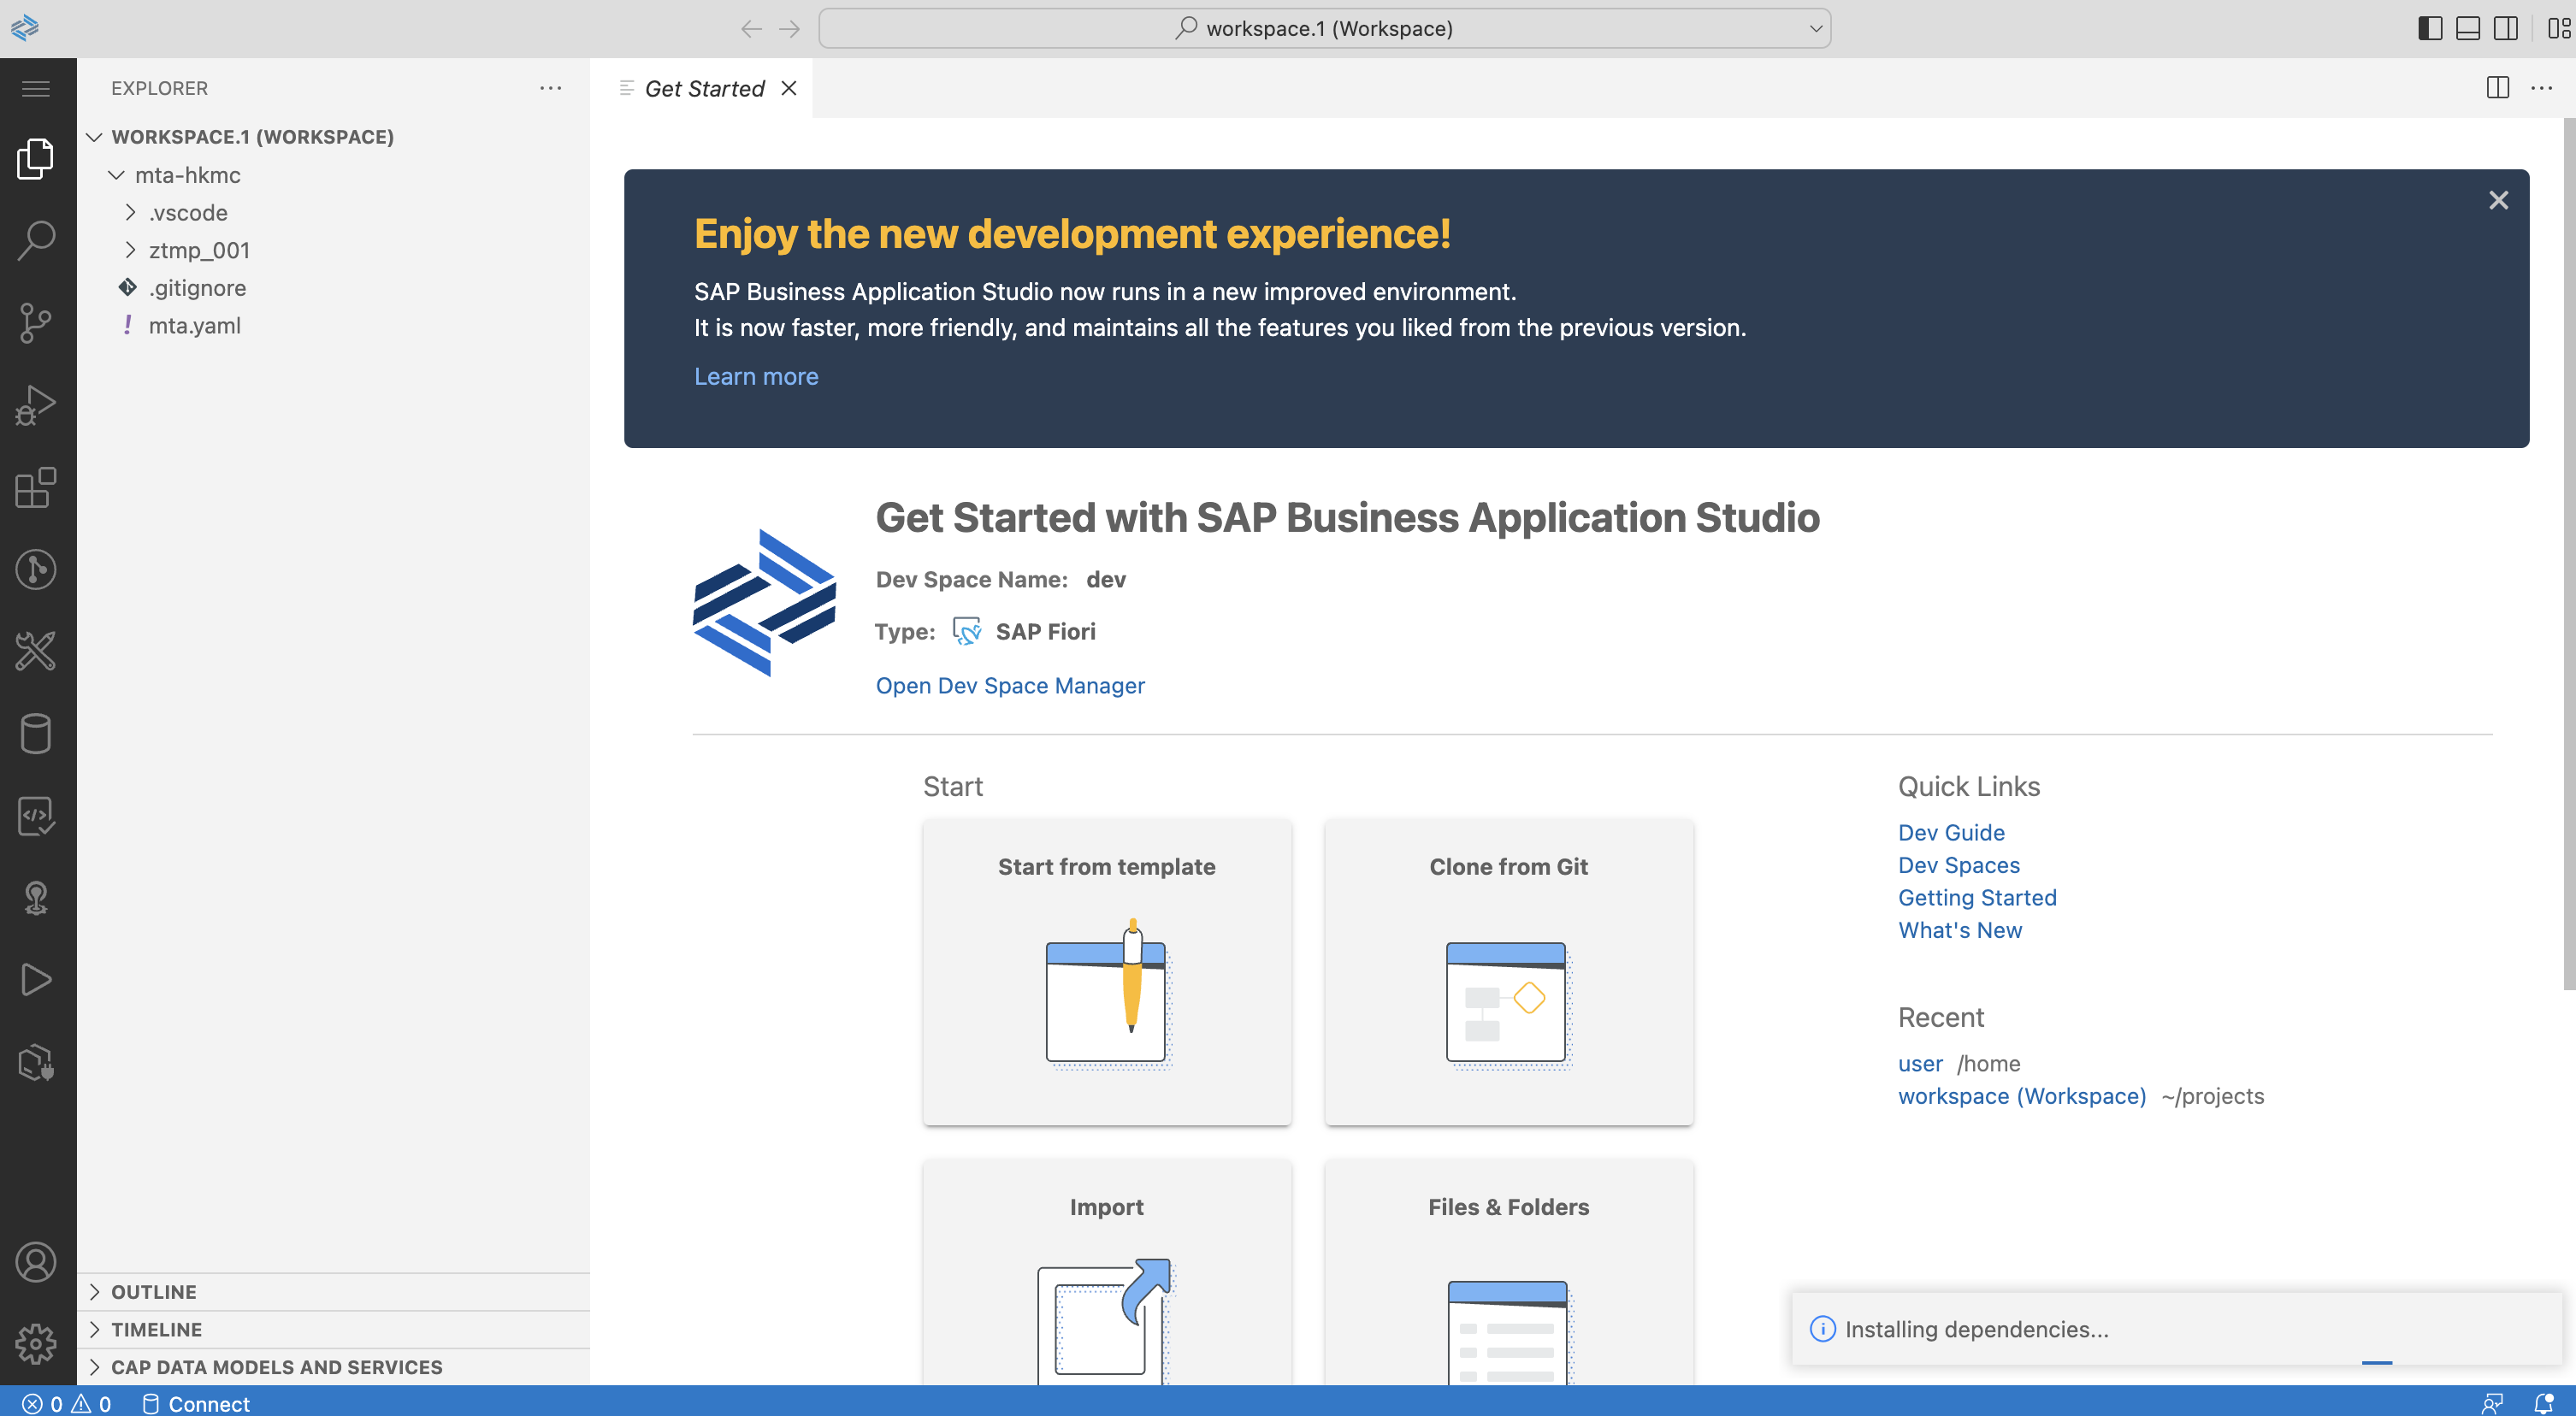 workspace.1 (Workspace)
EXPLORER
WORKSPACE.1 (WORKSPACE)
mta-hkmc
.vscode
ztmp_001
.gitignore
! mta.yaml
OUTLINE
TIMELINE
CAP DATA MODELS AND SERVICES
Get Started
Enjoy the new development experience!
SAP Business Application Studio now runs in a new improved environment.
It is now faster, more friendly, and maintains all the features you liked from the previous version.
Learn more
Get Started with SAP Business Application Studio
Dev Space Name: dev
Type: SAP Fiori
Open Dev Space Manager
Start
Start from template
Clone from Git
Import
Files & Folders
Quick Links
Dev Guide
Dev Spaces
Getting Started
What's New
Recent
user /home
workspace (Workspace) ~/projects
Installing dependencies...
0 0 Connect